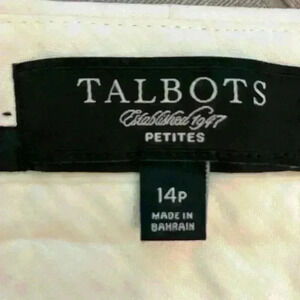 TALBOTS
Established 1947
PETITES
14P
MADE IN
BAHRAIN